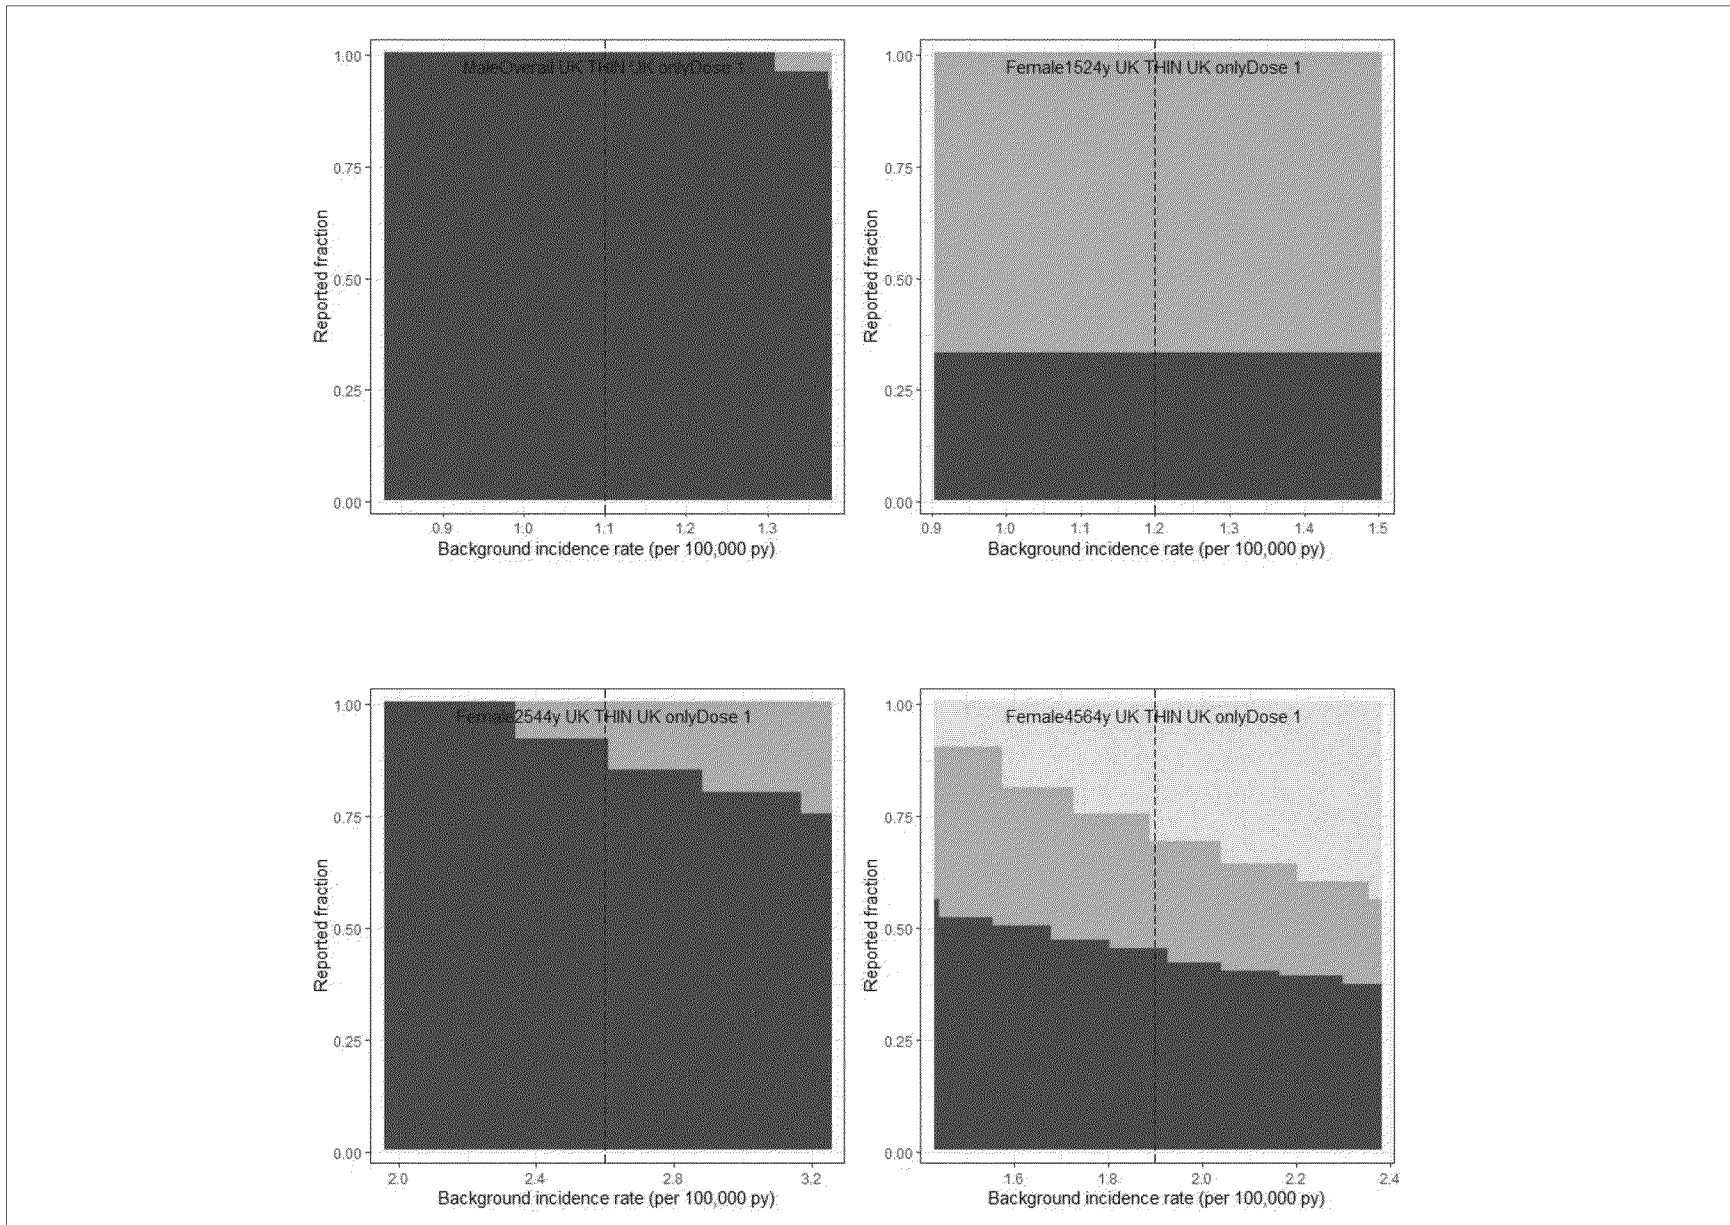 MaleOverall UK THIN UK onlyDose 1
Reported fraction
1.00
0.75
0.50
0.25
0.00
0.9 1.0 1.1 1.2 1.3
Background incidence rate (per 100,000 py)
Female1524y UK THIN UK onlyDose 1
Reported fraction
1.00
0.75
0.50
0.25
0.00
0.9 1.0 1.1 1.2 1.3 1.4 1.5
Background incidence rate (per 100,000 py)
Female2544y UK THIN UK onlyDose 1
Reported fraction
1.00
0.75
0.50
0.25
0.00
2.0 2.4 2.6 2.8 3.2
Background incidence rate (per 100,000 py)
Female4564y UK THIN UK onlyDose 1
Reported fraction
1.00
0.75
0.50
0.25
0.00
1.6 1.8 2.0 2.2 2.4
Background incidence rate (per 100,000 py)